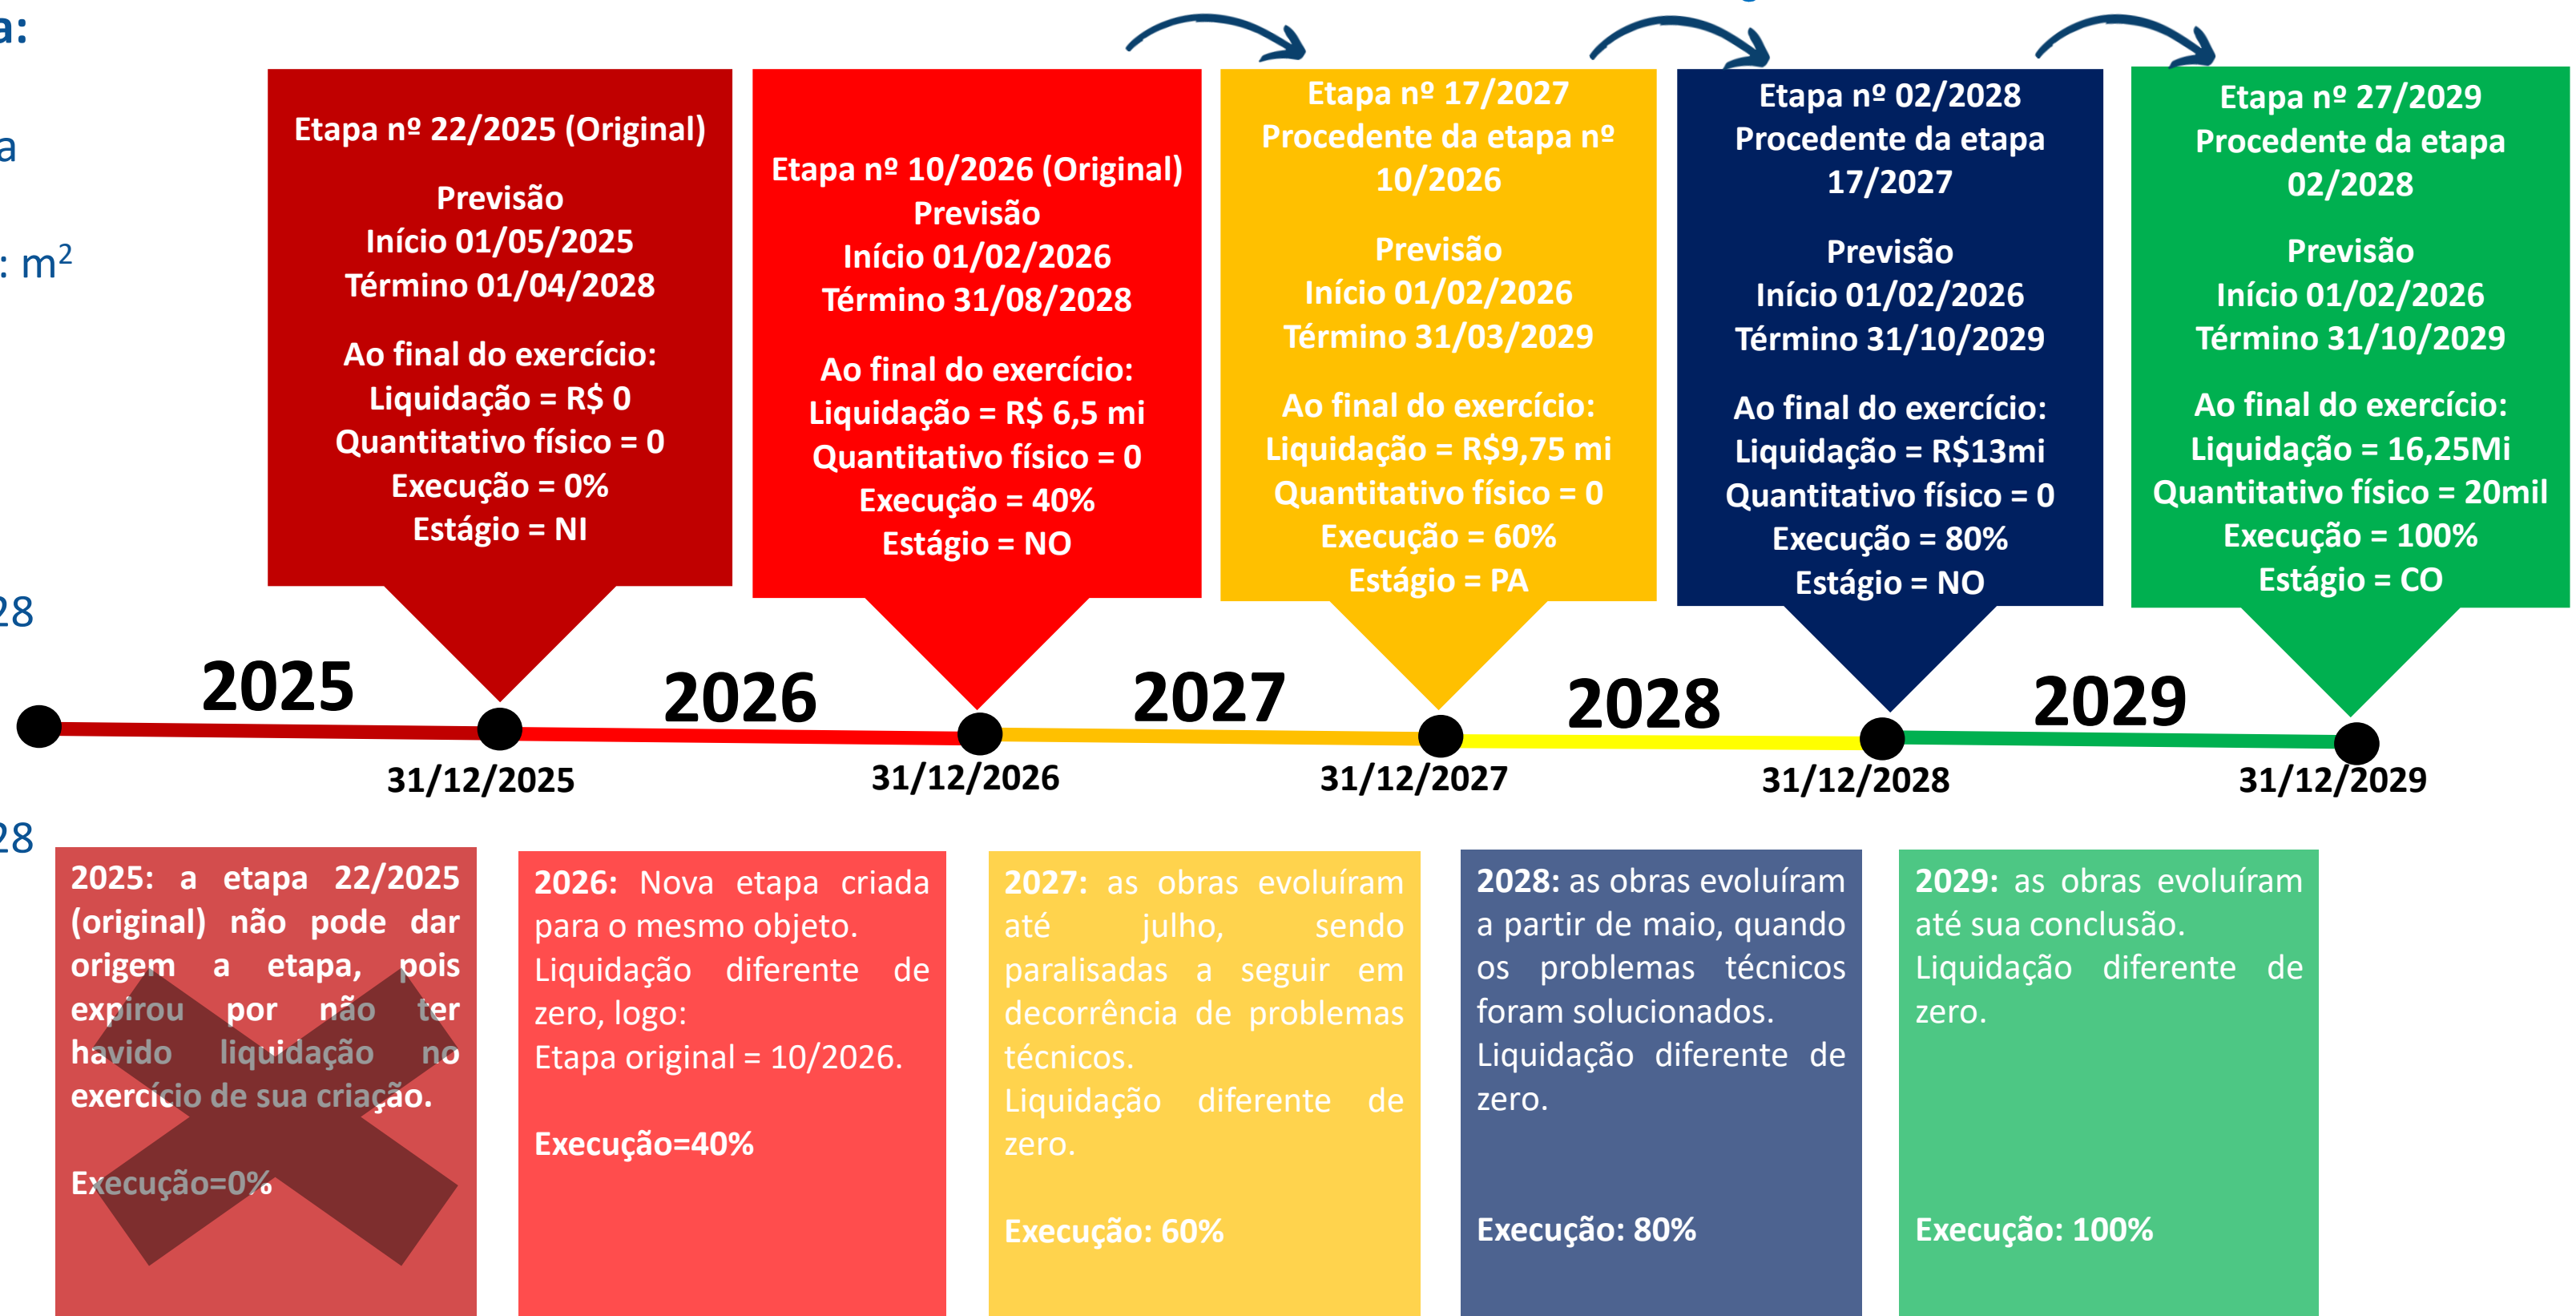 a:
a
: m²
28
28
Etapa nº 22/2025 (Original)
Previsão
Início 01/05/2025
Término 01/04/2028
Ao final do exercício:
Liquidação = R$ 0
Quantitativo físico = 0
Execução = 0%
Estágio = NI
Etapa nº 10/2026 (Original)
Previsão
Início 01/02/2026
Término 31/08/2028
Ao final do exercício:
Liquidação = R$ 6,5 mi
Quantitativo físico = 0
Execução = 40%
Estágio = NO
Etapa nº 17/2027
Procedente da etapa nº
10/2026
Previsão
Início 01/02/2026
Término 31/03/2029
Ao final do exercício:
Liquidação = R$9,75 mi
Quantitativo físico = 0
Execução = 60%
Estágio = PA
Etapa nº 02/2028
Procedente da etapa
17/2027
Previsão
Início 01/02/2026
Término 31/10/2029
Ao final do exercício:
Liquidação = R$13mi
Quantitativo físico = 0
Execução = 80%
Estágio = NO
Etapa nº 27/2029
Procedente da etapa
02/2028
Previsão
Início 01/02/2026
Término 31/10/2029
Ao final do exercício:
Liquidação = 16,25Mi
Quantitativo físico = 20mil
Execução = 100%
Estágio = CO
2025
2026
2027
2028
2029
31/12/2025
31/12/2026
31/12/2027
31/12/2028
31/12/2029
2025: a etapa 22/2025
(original) não pode dar
origem a etapa, pois
expirou por não ter
havido liquidação no
exercício de sua criação.
Execução=0%
2026: Nova etapa criada
para o mesmo objeto.
Liquidação diferente de
zero, logo:
Etapa original = 10/2026.
Execução=40%
2027: as obras evoluíram
até julho, sendo
paralisadas a seguir em
decorrência de problemas
técnicos.
Liquidação diferente de
zero.
Execução: 60%
2028: as obras evoluíram
a partir de maio, quando
os problemas técnicos
foram solucionados.
Liquidação diferente de
zero.
Execução: 80%
2029: as obras evoluíram
até sua conclusão.
Liquidação diferente de
zero.
Execução: 100%